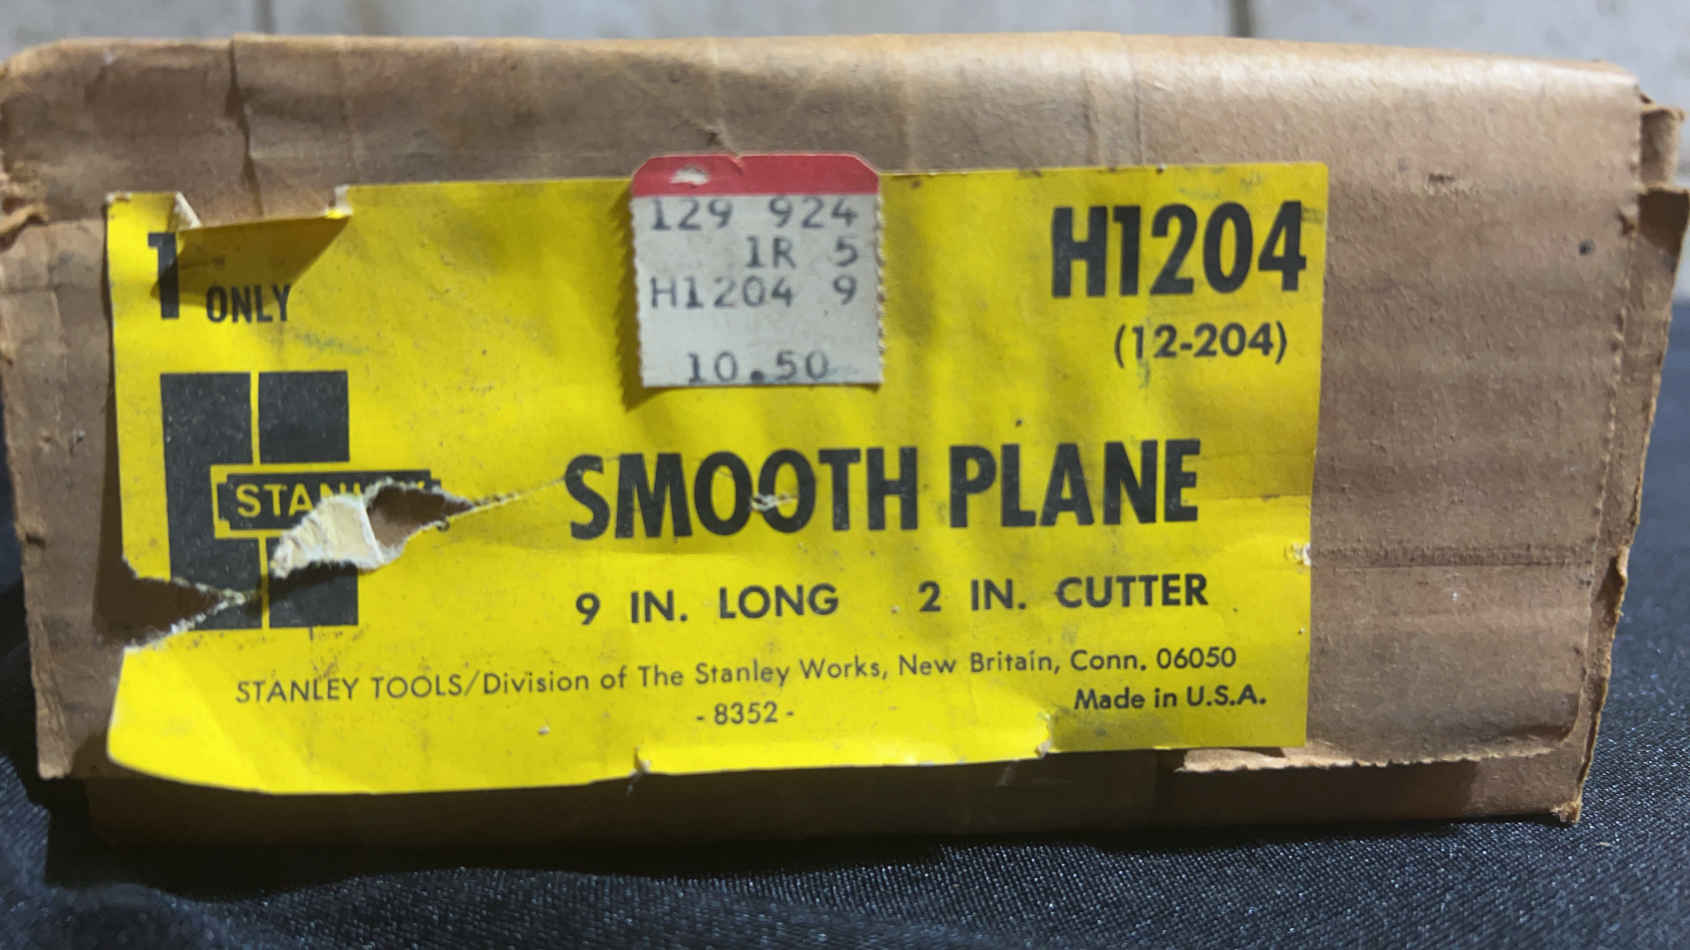 129 924
1R 5
H1204 9
10.50
1 ONLY
H1204
(12-204)
SMOOTH PLANE
9 IN. LONG 2 IN. CUTTER
STANLEY TOOLS/Division of The Stanley Works, New Britain, Conn. 06050
- 8352 -
Made in U.S.A.